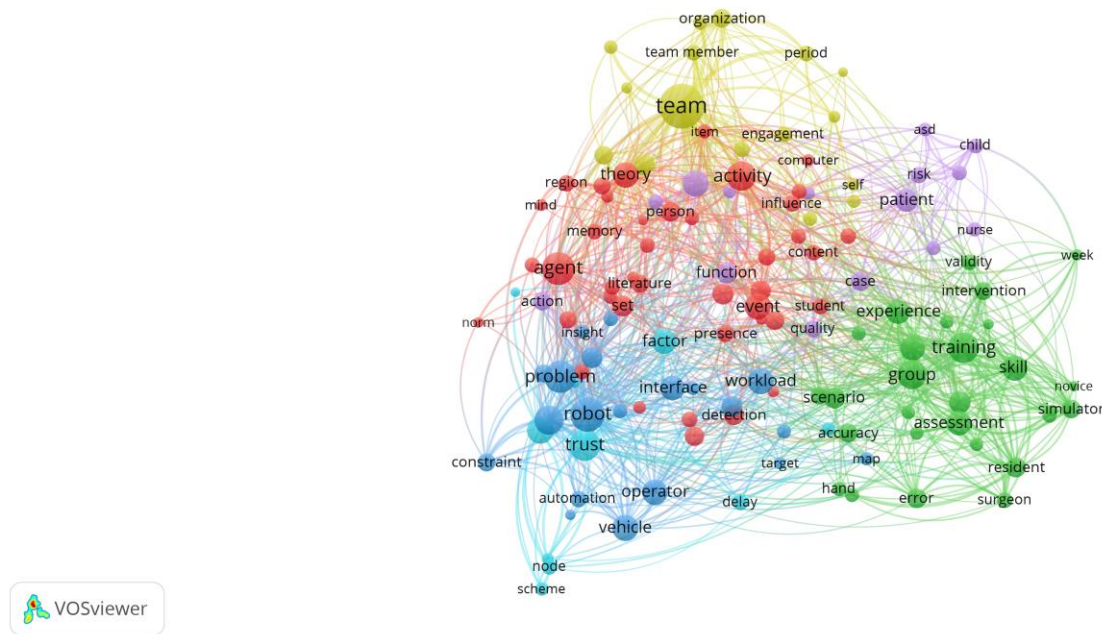 organization
team member
period
team
item
engagement
asd
child
computer
theory
activity
risk
region
self
patient
mind
person
influence
memory
nurse
content
agent
function
validity
week
literature
case
intervention
action
set
event
student
experience
norm
insight
factor
presence
quality
training
problem
interface
workload
group
skill
novice
scenario
simulator
robot
detection
assessment
trust
accuracy
constraint
target
map
resident
automation
operator
delay
hand
error
surgeon
vehicle
node
scheme
VOSviewer